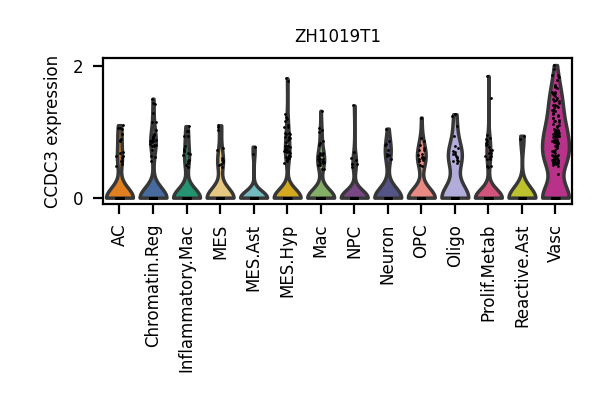 ZH1019T1
CCDC3 expression
2
0
AC
Chromatin.Reg
Inflammatory.Mac
MES
MES.Ast
MES.Hyp
Mac
NPC
Neuron
OPC
Oligo
Prolif.Metab
Reactive.Ast
Vasc